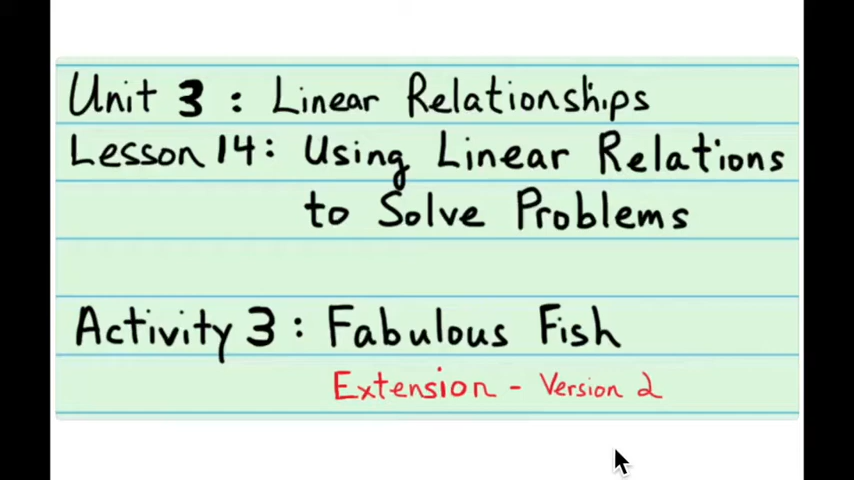 Unit 3 : Linear Relationships
Lesson 14: Using Linear Relations
to Solve Problems
Activity 3 : Fabulous Fish
Extension - Version 2